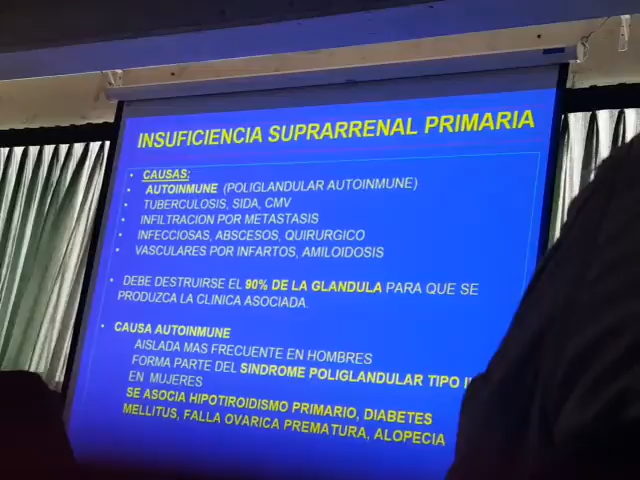 INSUFICIENCIA SUPRARRENAL PRIMARIA
• CAUSAS:
• AUTOINMUNE (POLIGLANDULAR AUTOINMUNE)
• TUBERCULOSIS, SIDA, CMV
• INFILTRACION POR METASTASIS
• INFECCIOSAS, ABSCESOS, QUIRURGICO
• VASCULARES POR INFARTOS, AMILOIDOSIS
• DEBE DESTRUIRSE EL 90% DE LA GLANDULA PARA QUE SE
PRODUZCA LA CLINICA ASOCIADA.
• CAUSA AUTOINMUNE
AISLADA MAS FRECUENTE EN HOMBRES
FORMA PARTE DEL SINDROME POLIGLANDULAR TIPO
EN MUJERES
SE ASOCIA HIPOTIROIDISMO PRIMARIO, DIABETES
MELLITUS, FALLA OVARICA PREMATURA, ALOPECIA